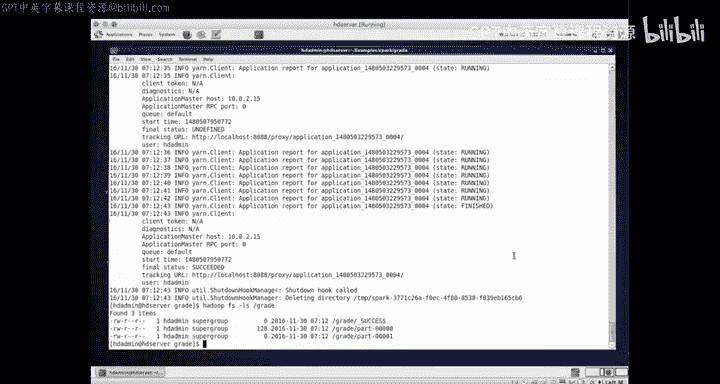 GPT中英字幕课程资源@bilibili.com
hdserver [Running]
bilibili
Applications Places System
hdadmin@hdserver:~/Examples/spark/grade
File Edit View Search Terminal Help
16/11/30 07:12:35 INFO yarn.Client: Application report for application_1480503229573_0004 (state: RUNNING)
16/11/30 07:12:35 INFO yarn.Client:
client token: N/A
diagnostics: N/A
ApplicationMaster host: 10.0.2.15
ApplicationMaster RPC port: 0
queue: default
start time: 1480507950772
final status: UNDEFINED
tracking URL: http://localhost:8088/proxy/application_1480503229573_0004/
user: hdadmin
16/11/30 07:12:36 INFO yarn.Client: Application report for application_1480503229573_0004 (state: RUNNING)
16/11/30 07:12:37 INFO yarn.Client: Application report for application_1480503229573_0004 (state: RUNNING)
16/11/30 07:12:38 INFO yarn.Client: Application report for application_1480503229573_0004 (state: RUNNING)
16/11/30 07:12:39 INFO yarn.Client: Application report for application_1480503229573_0004 (state: RUNNING)
16/11/30 07:12:40 INFO yarn.Client: Application report for application_1480503229573_0004 (state: RUNNING)
16/11/30 07:12:41 INFO yarn.Client: Application report for application_1480503229573_0004 (state: RUNNING)
16/11/30 07:12:42 INFO yarn.Client: Application report for application_1480503229573_0004 (state: RUNNING)
16/11/30 07:12:43 INFO yarn.Client: Application report for application_1480503229573_0004 (state: FINISHED)
16/11/30 07:12:43 INFO yarn.Client:
client token: N/A
diagnostics: N/A
ApplicationMaster host: 10.0.2.15
ApplicationMaster RPC port: 0
queue: default
start time: 1480507950772
final status: SUCCEEDED
tracking URL: http://localhost:8088/proxy/application_1480503229573_0004/
user: hdadmin
16/11/30 07:12:43 INFO util.ShutdownHookManager: Shutdown hook called
16/11/30 07:12:43 INFO util.ShutdownHookManager: Deleting directory /tmp/spark-3771c26a-f0ec-4f80-8538-f839eb165cb6
[hdadmin@hdserver grade]$ hadoop fs -ls /grade
Found 3 items
-rw-r--r-- 1 hdadmin supergroup 0 2016-11-30 07:12 /grade/_SUCCESS
-rw-r--r-- 1 hdadmin supergroup 128 2016-11-30 07:12 /grade/part-00000
-rw-r--r-- 1 hdadmin supergroup 0 2016-11-30 07:12 /grade/part-00001
[hdadmin@hdserver grade]$